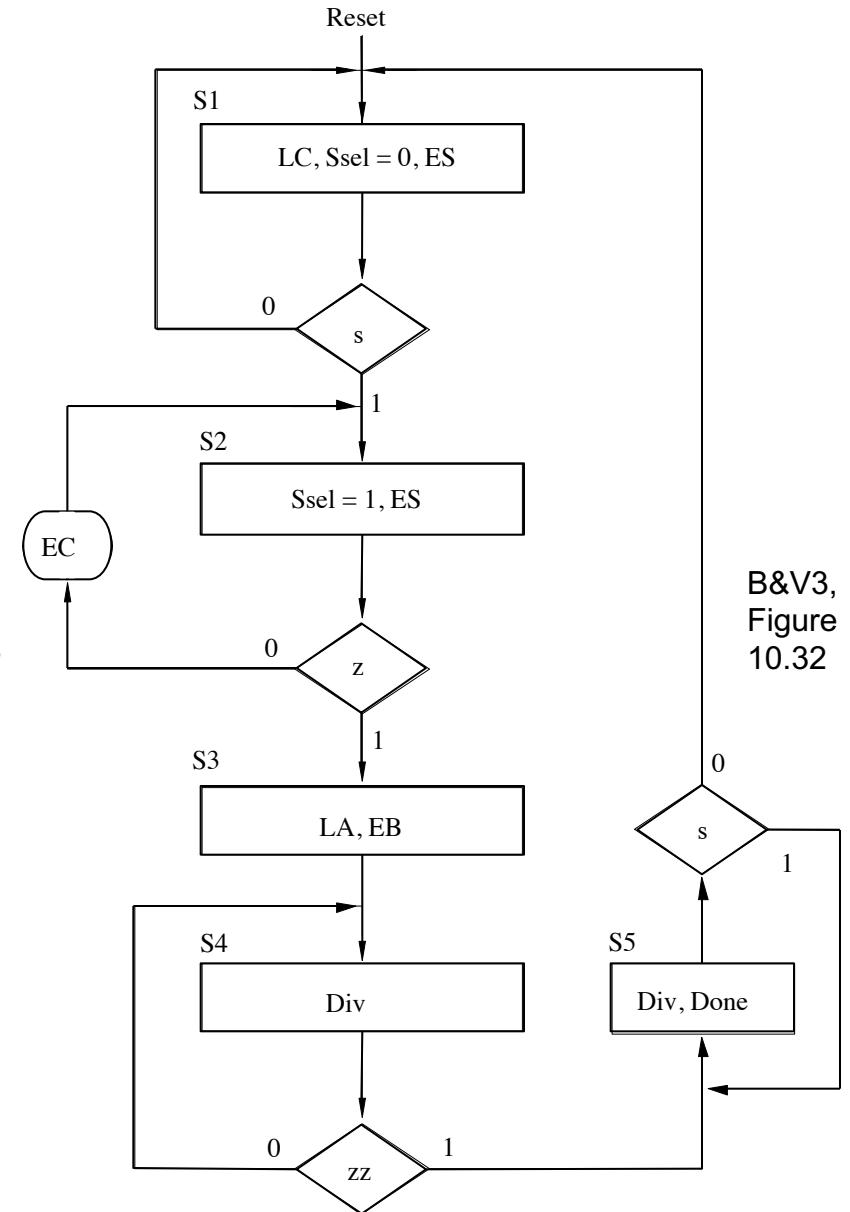 Reset
S1
LC, Ssel = 0, ES
0
s
1
S2
Ssel = 1, ES
EC
B&V3,
Figure
10.32
0
z
1
S3
0
LA, EB
s
1
S4
S5
Div
Div, Done
0
1
zz